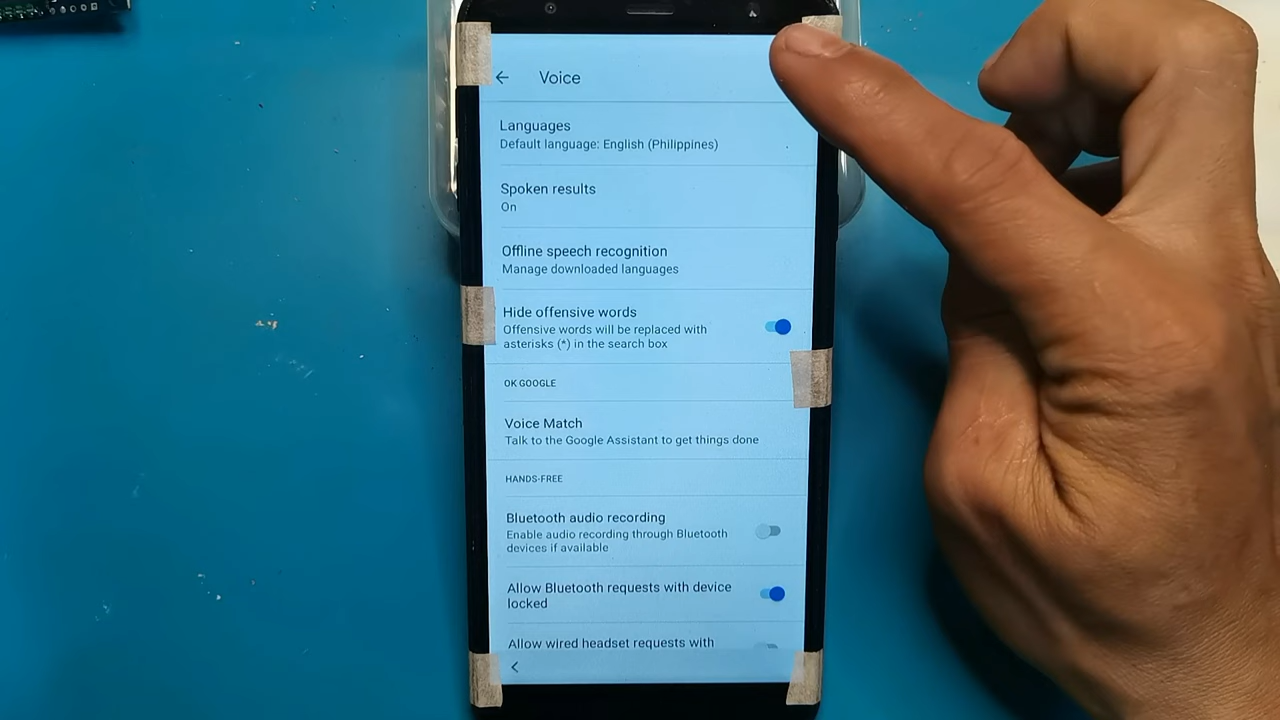 Voice
Languages
Default language: English (Philippines)
Spoken results
On
Offline speech recognition
Manage downloaded languages
Hide offensive words
Offensive words will be replaced with
asterisks (*) in the search box
OK GOOGLE
Voice Match
Talk to the Google Assistant to get things done
HANDS-FREE
Bluetooth audio recording
Enable audio recording through Bluetooth
devices if available
Allow Bluetooth requests with device
locked
Allow wired headset requests with